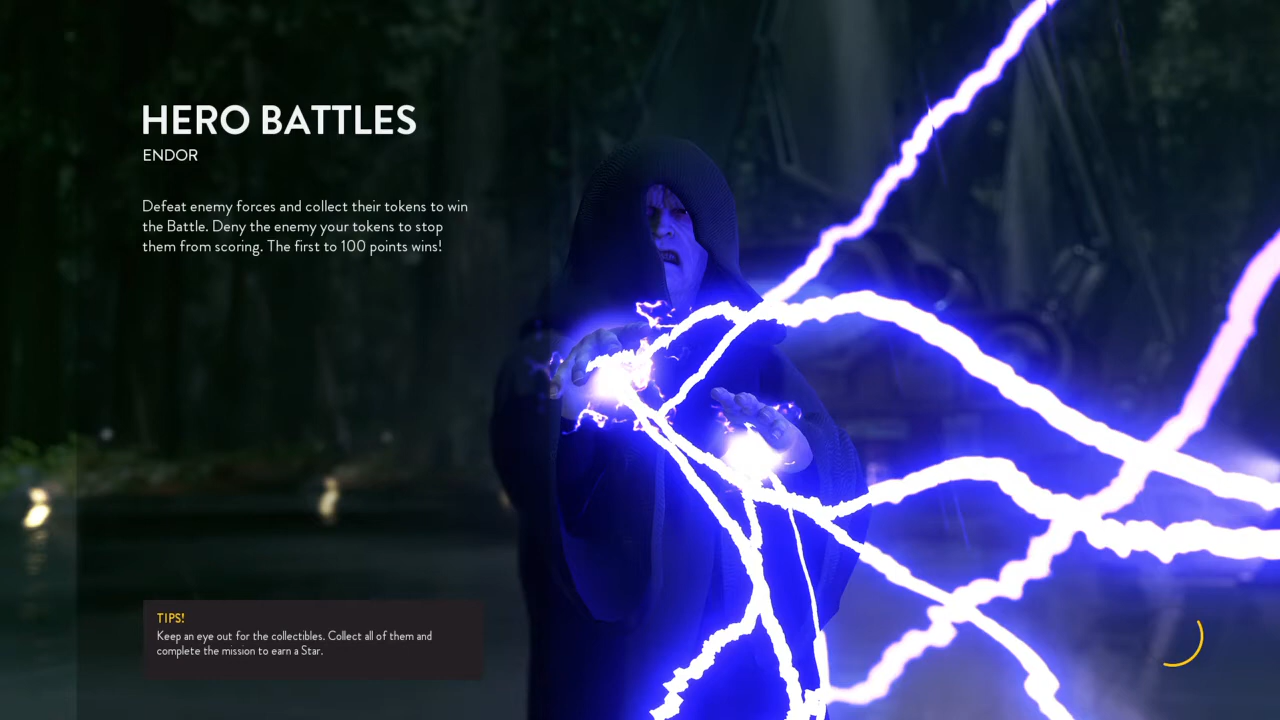 HERO BATTLES
ENDOR
Defeat enemy forces and collect their tokens to win
the Battle. Deny the enemy your tokens to stop
them from scoring. The first to 100 points wins!
TIPS!
Keep an eye out for the collectibles. Collect all of them and
complete the mission to earn a Star.